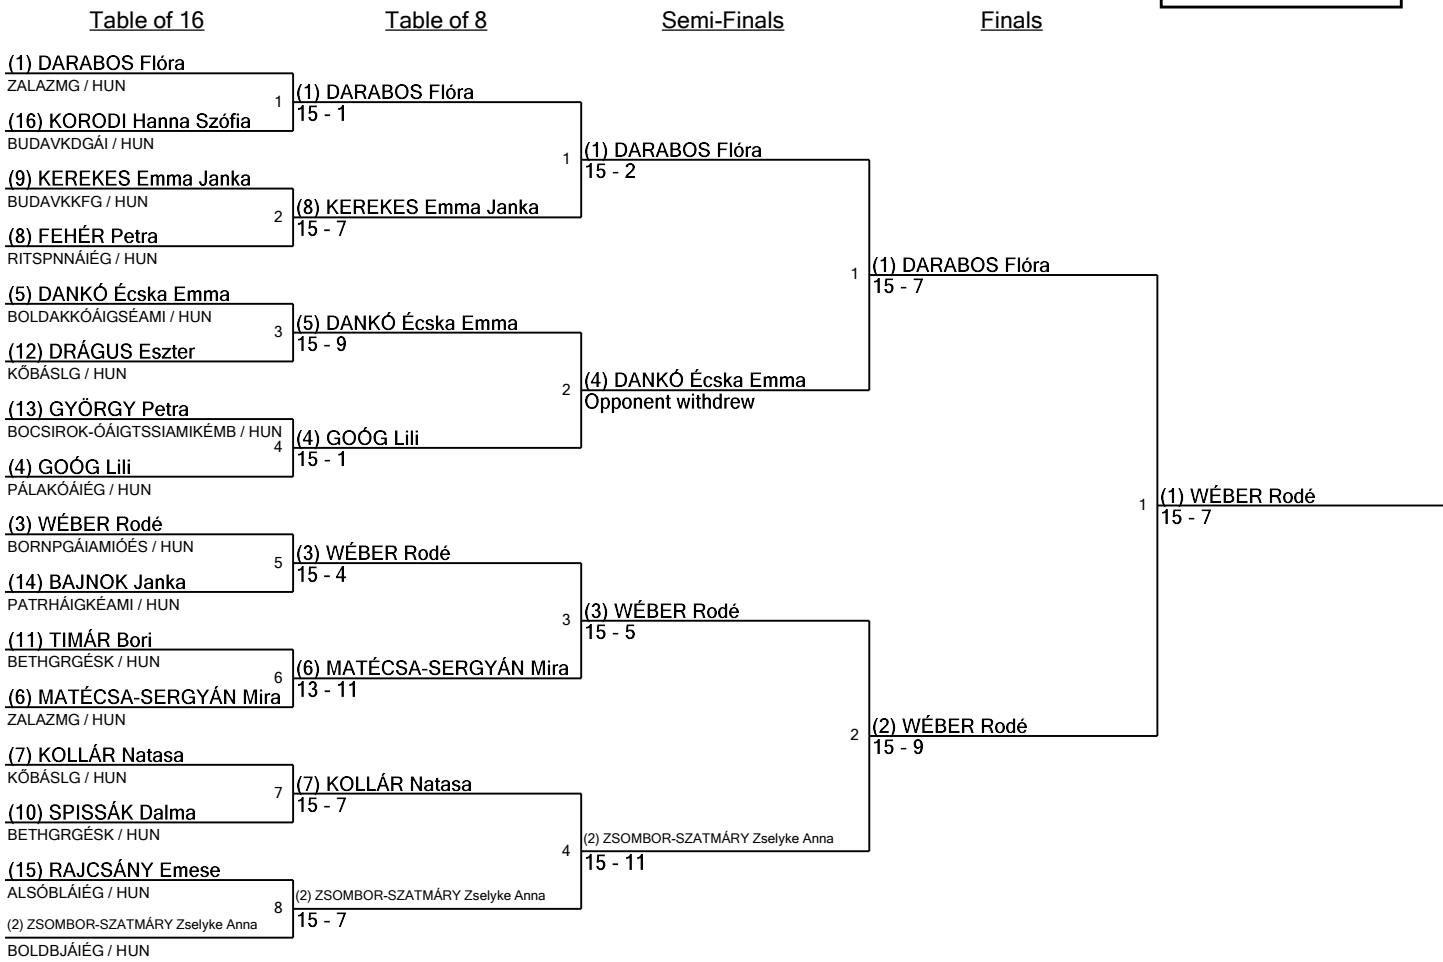 Table of 16
Table of 8
Semi-Finals
Finals
(1) DARABOS Flóra
ZALAZMG / HUN
1
(16) KORODI Hanna Szófia
BUDAVKDGÁI / HUN
(9) KEREKES Emma Janka
BUDAVKKFG / HUN
2
(8) FEHÉR Petra
RITSPNNÁIÉG / HUN
(5) DANKÓ Écska Emma
BOLDAKKÓÁIGSÉAMI / HUN
3
(12) DRÁGUS Eszter
KŐBÁSLG / HUN
(13) GYÖRGY Petra
BOCSIROK-ÓÁIGTSSIAMIKÉMB / HUN
4
(4) GOÓG Lili
PÁLAKÓÁIÉG / HUN
(3) WÉBER Rodé
BORNPGÁIAMIÓÉS / HUN
5
(14) BAJNOK Janka
PATRHÁIGKÉAMI / HUN
(11) TIMÁR Bori
BETHGRGÉSK / HUN
6
(6) MATÉCSA-SERGYÁN Mira
ZALAZMG / HUN
(7) KOLLÁR Natasa
KŐBÁSLG / HUN
7
(10) SPISSÁK Dalma
BETHGRGÉSK / HUN
(15) RAJCSÁNY Emese
ALSÓBLÁIÉG / HUN
8
(2) ZSOMBOR-SZATMÁRY Zselyke Anna
BOLDBJÁIÉG / HUN
(1) DARABOS Flóra
15 - 1
1
(8) KEREKES Emma Janka
15 - 7
(5) DANKÓ Écska Emma
15 - 9
2
(4) GOÓG Lili
15 - 1
(3) WÉBER Rodé
15 - 4
3
(6) MATÉCSA-SERGYÁN Mira
13 - 11
(7) KOLLÁR Natasa
15 - 7
4
(2) ZSOMBOR-SZATMÁRY Zselyke Anna
15 - 7
(1) DARABOS Flóra
15 - 2
1
(4) DANKÓ Écska Emma
Opponent withdrew
(3) WÉBER Rodé
15 - 5
2
(2) ZSOMBOR-SZATMÁRY Zselyke Anna
15 - 11
(1) DARABOS Flóra
15 - 7
1
(2) WÉBER Rodé
15 - 9
(1) WÉBER Rodé
15 - 7